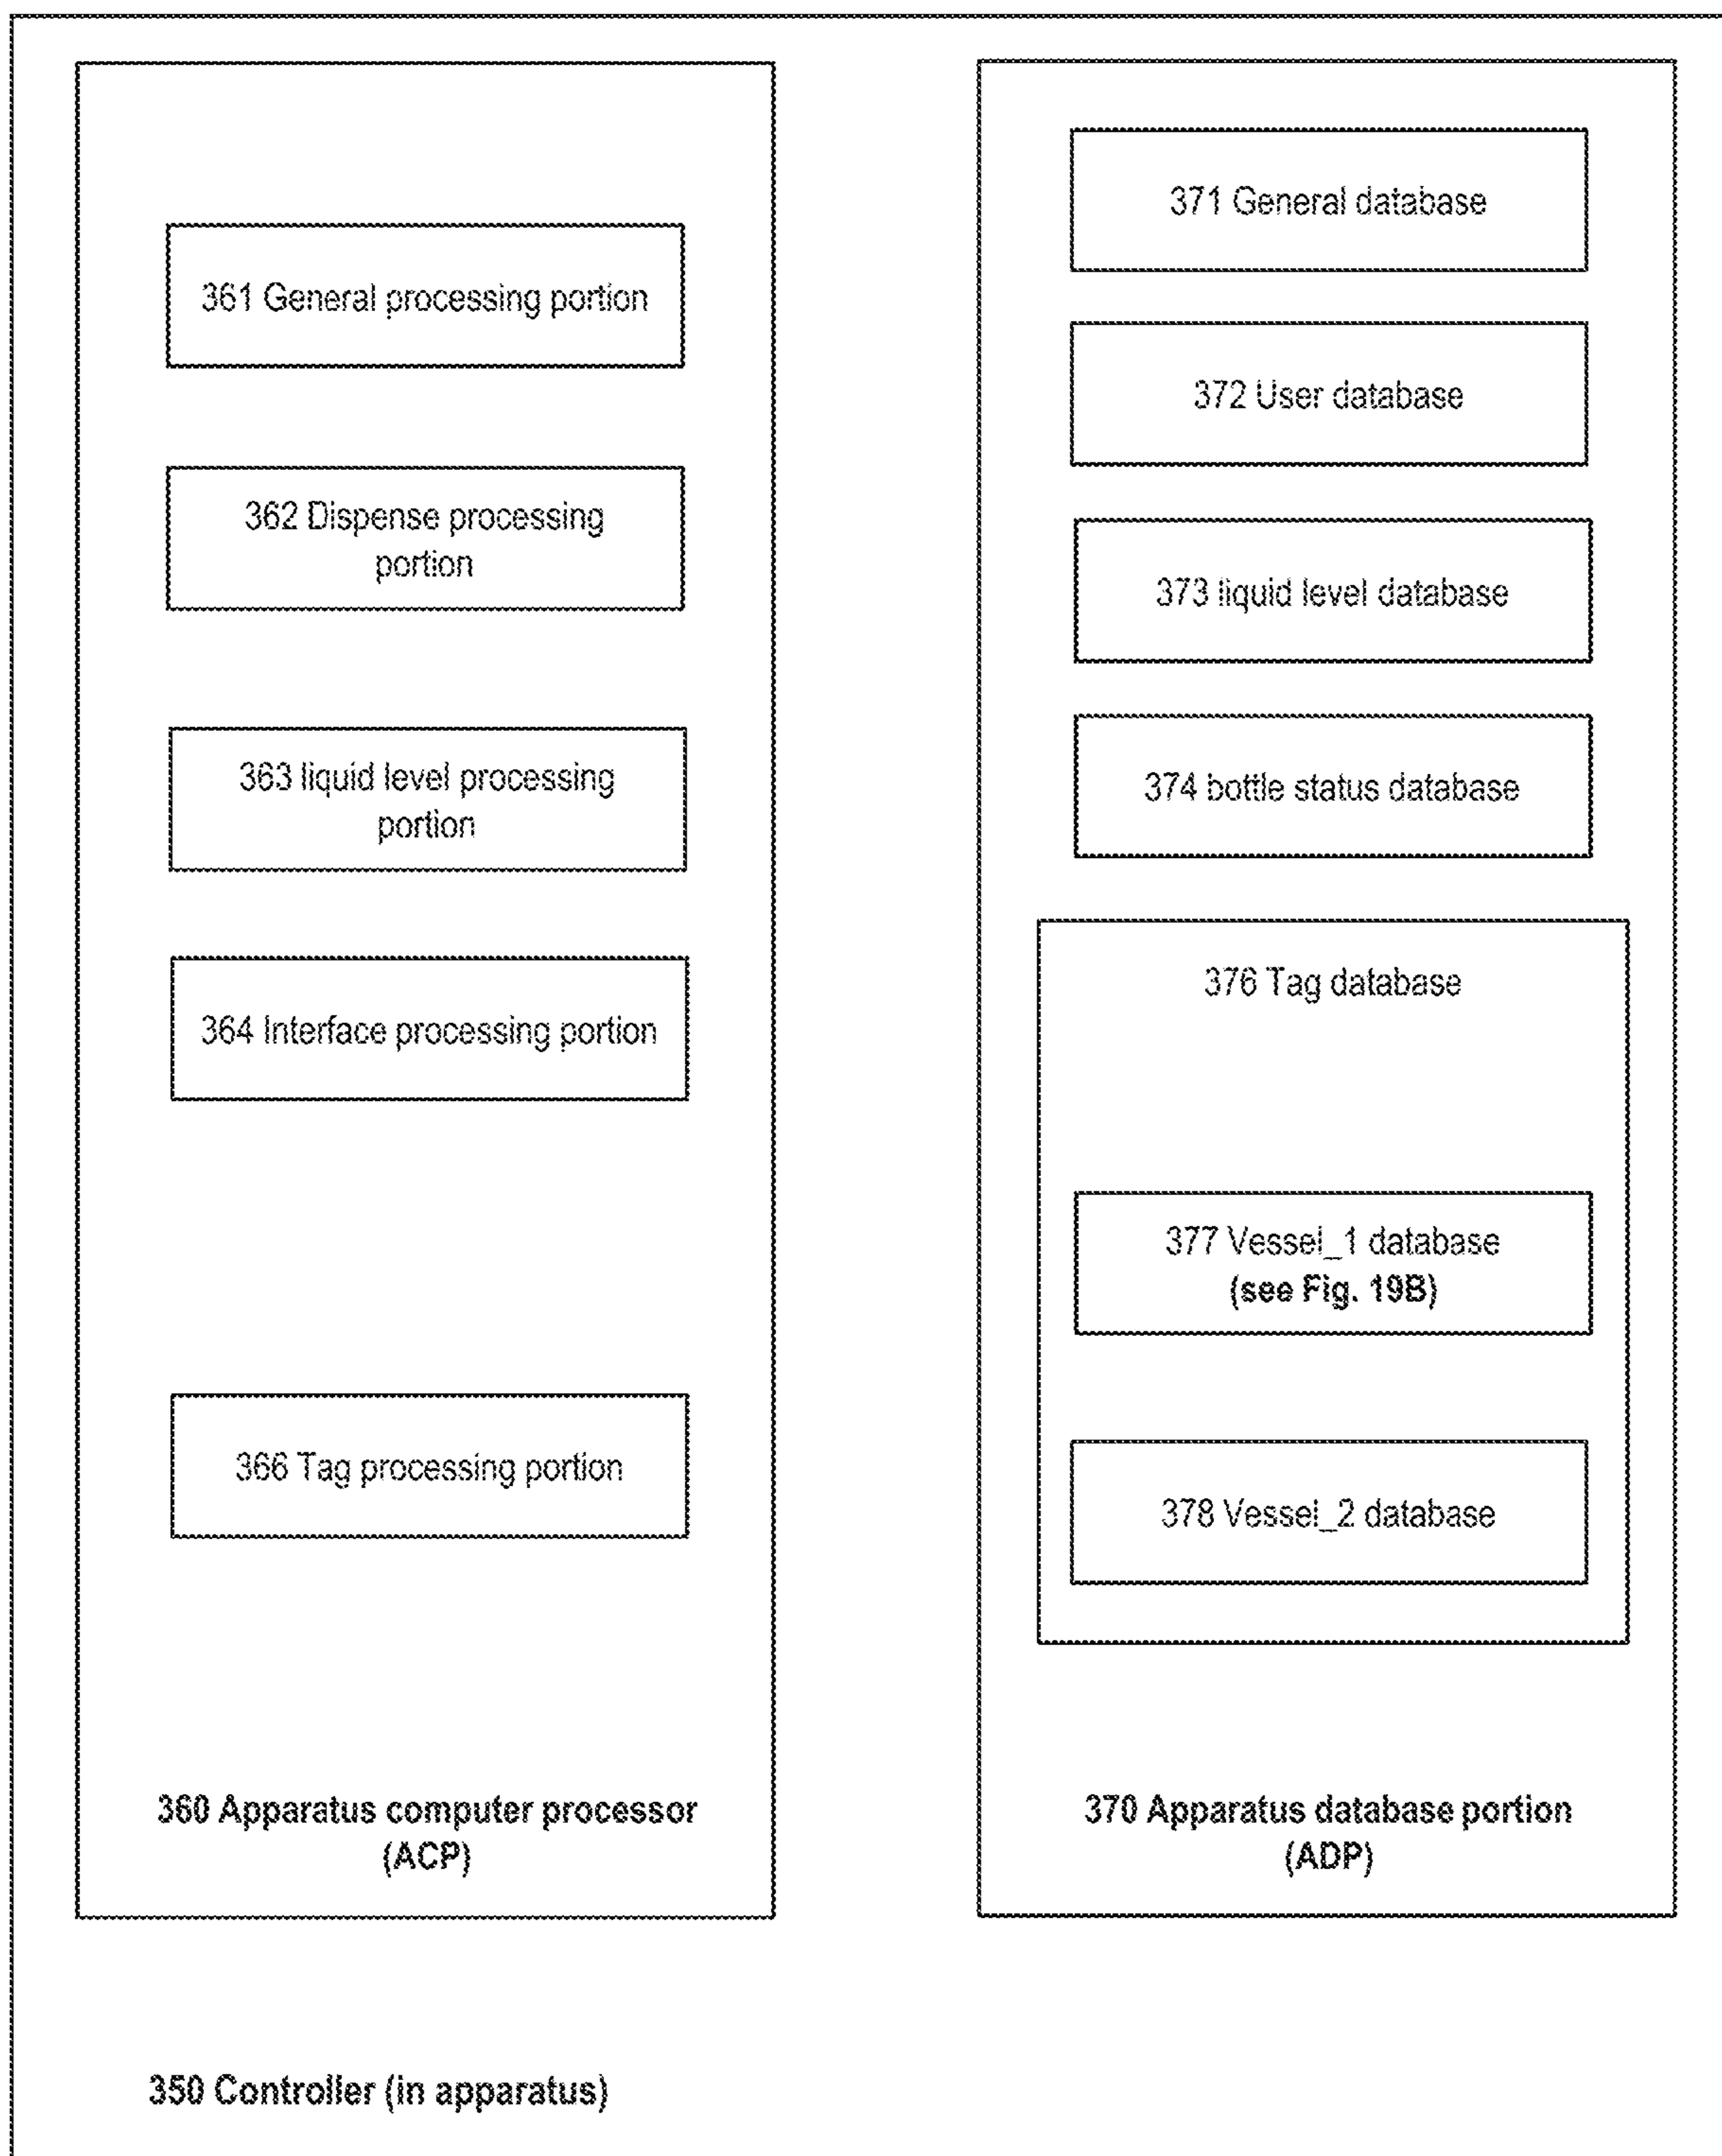 361 General processing portion
362 Dispense processing
portion
363 liquid level processing
portion
364 Interface processing portion
366 Tag processing portion
360 Apparatus computer processor
(ACP)
371 General database
372 User database
373 liquid level database
374 bottle status database
376 Tag database
377 Vessel_1 database
(see Fig. 19B)
378 Vessel_2 database
370 Apparatus database portion
(ADP)
350 Controller (in apparatus)